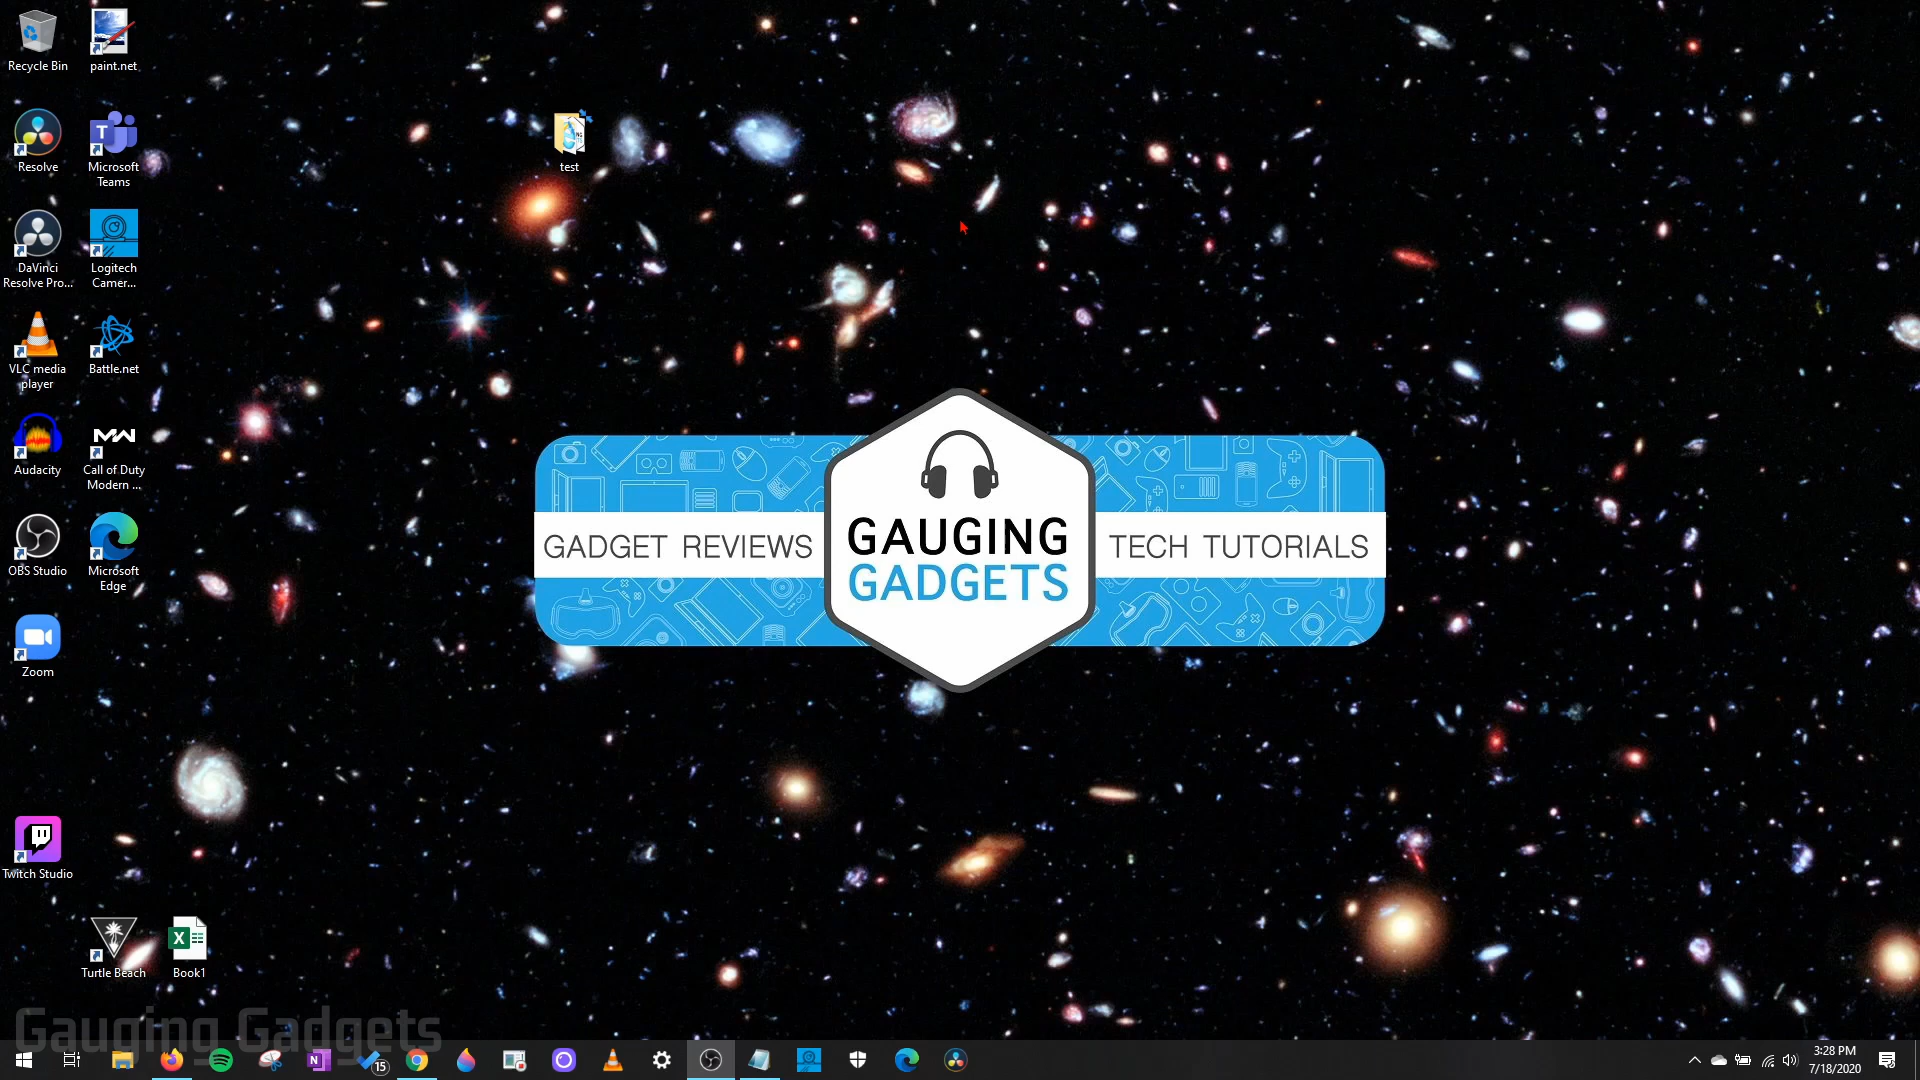 Recycle Bin
paint.net
Resolve
Microsoft
Teams
test
DaVinci
Resolve Pro...
Logitech
Camer...
VLC media
player
Battle.net
Audacity
Call of Duty
Modern ...
MW
OBS Studio
Microsoft
Edge
Zoom
Twitch Studio
Turtle Beach
Book1
GADGET REVIEWS
GAUGING
GADGETS
TECH TUTORIALS
Gauging Gadgets
15
3:28 PM
7/18/2020